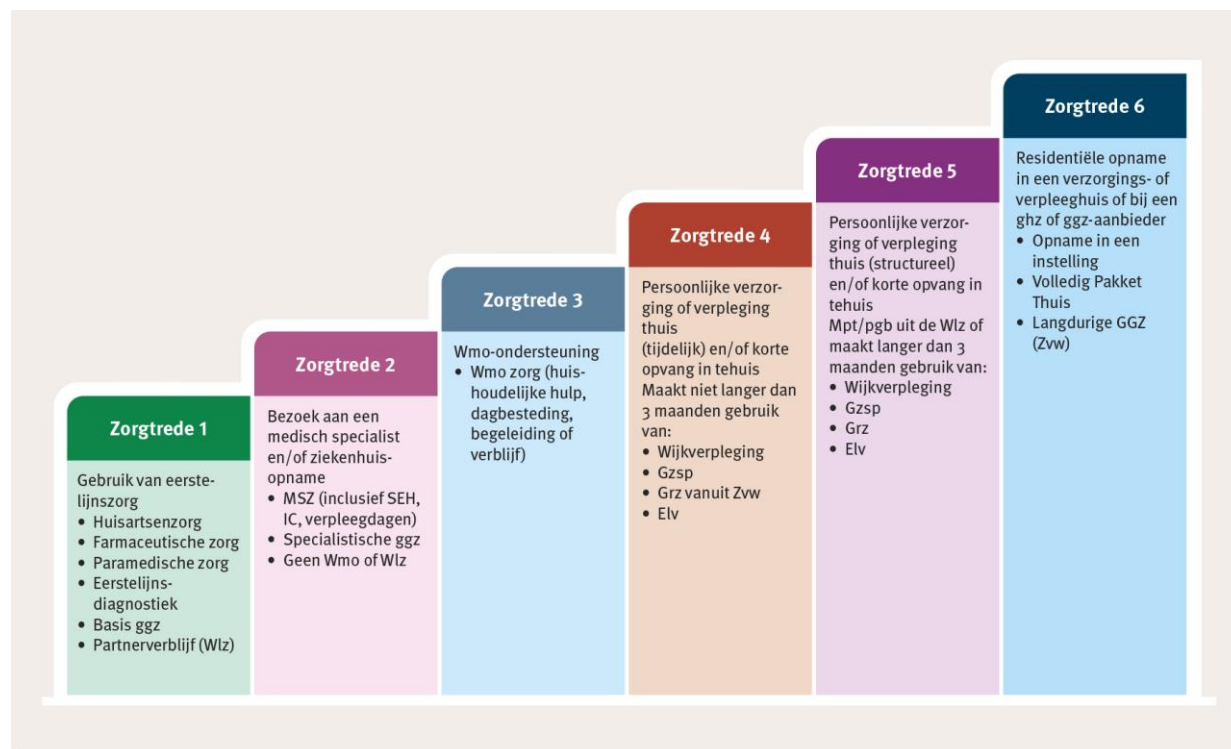 Zorgtrede 1
Gebruik van eerste-
lijnszorg
• Huisartsenzorg
• Farmaceutische zorg
• Paramedische zorg
• Eerstelijns-
diagnostiek
• Basis ggz
• Partnerverblijf (Wlz)
Zorgtrede 2
Bezoek aan een
medisch specialist
en/of ziekenhuis-
opname
• MSZ (inclusief SEH,
IC, verpleegdagen)
• Specialistische ggz
• Geen Wmo of Wlz
Zorgtrede 3
Wmo-ondersteuning
• Wmo zorg (huis-
houdelijke hulp,
dagbesteding,
begeleiding of
verblijf)
Zorgtrede 4
Persoonlijke verzor-
ging of verpleging
thuis
(tijdelijk) en/of korte
opvang in tehuis
Maakt niet langer dan
3 maanden gebruik
van:
• Wijkverpleging
• Gzsp
• Grz vanuit Zvw
• Elv
Zorgtrede 5
Persoonlijke verzor-
ging of verpleging
thuis (structureel)
en/of korte opvang in
tehuis
Mpt/pgb uit de Wlz of
maakt langer dan 3
maanden gebruik van:
• Wijkverpleging
• Gzsp
• Grz
• Elv
Zorgtrede 6
Residentiële opname
in een verzorgings- of
verpleeghuis of bij een
ghz of ggz-aanbieder
• Opname in een
instelling
• Volledig Pakket
Thuis
• Langdurige GGZ
(Zvw)